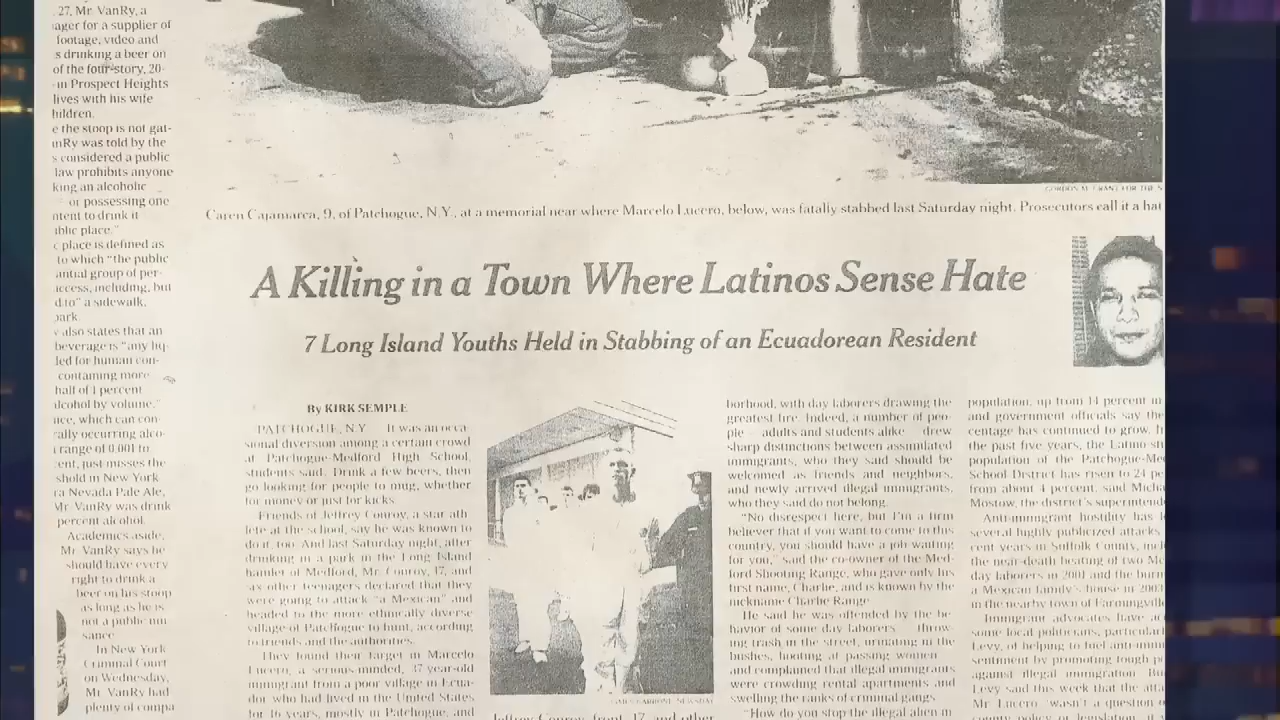 27, Mr. VanRy, a
ager for a supplier of
footage, video and
s drinking a beer on
of the four-story, 20-
in Prospect Heights
lives with his wife
hildren.
e the stoop is not gat-
nRy was told by the
s considered a public
law prohibits anyone
king an alcoholic
or possessing one
ntent to drink it
ublic place."
c place is defined as
to which "the public
antial group of per-
access, including, but
d to" a sidewalk,
park.
also states that an
beverage is "any liq-
led for human con-
containing more
half of 1 percent
alcohol by volume."
nce, which can con-
rally occurring alco-
range of 0.001 to
cent, just misses the
shold in New York
ra Nevada Pale Ale,
Mr. VanRy was drink
percent alcohol.
Academics aside,
Mr. VanRy says he
should have every
right to drink a
beer on his stoop
as long as he is
not a public nui
sance.
In New York
Criminal Court
on Wednesday,
Mr. VanRy had
plenty of compa
GORDON M. GRANT FOR THE N
Caren Cajamarca, 9, of Patchogue, N.Y., at a memorial near where Marcelo Lucero, below, was fatally stabbed last Saturday night. Prosecutors call it a hat
A Killing in a Town Where Latinos Sense Hate
7 Long Island Youths Held in Stabbing of an Ecuadorean Resident
By KIRK SEMPLE
PATCHOGUE, N.Y. It was an occa
sional diversion among a certain crowd
at Patchogue-Medford High School,
students said. Drink a few beers, then
go looking for people to mug, whether
for money or just for kicks.
Friends of Jeffrey Conroy, a star ath
lete at the school, say he was known to
do it, too. And last Saturday night, after
drinking in a park in the Long Island
hamlet of Medford, Mr. Conroy, 17, and
six other teenagers declared that they
were going to attack "a Mexican" and
headed to the more ethnically diverse
village of Patchogue to hunt, according
to friends and the authorities.
They found their target in Marcelo
Lucero, a serious-minded, 37-year-old
immigrant from a poor village in Ecua-
dor who had lived in the United States
for 16 years, mostly in Patchogue, and
Jeffrey Conroy, front, 17, and other
borhood, with day laborers drawing the
greatest fire. Indeed, a number of peo-
ple adults and students alike drew
sharp distinctions between assimilated
immigrants, who they said should be
welcomed as friends and neighbors,
and newly arrived illegal immigrants,
who they said do not belong.
"No disrespect here, but I'm a firm
believer that if you want to come to this
country, you should have a job waiting
for you," said the co-owner of the Med-
ford Shooting Range, who gave only his
first name, Charlie, and is known by the
nickname Charlie Range.
He said he was offended by the be
havior of some day laborers throw-
ing trash on the street, urinating in the
bushes, hooting at passing women
and complained that illegal immigrants
were crowding rental apartments and
swelling the ranks of criminal gangs.
"How do you stop the illegal alien m
population, up from 14 percent in
and government officials say the
centage has continued to grow. In
the past five years, the Latino stu
population of the Patchogue-Me
School District has risen to 24 pe
from about 4 percent, said Micha
Mostow, the district's superintende
Anti-immigrant hostility has l
several highly publicized attacks
cent years in Suffolk County, incl
the near-death beating of two Me
day laborers in 2001 and the burn
a Mexican family's house in 2003
in the nearby town of Farmingville
Immigrant advocates have ac
some local politicians, particularl
Levy, of helping to fuel anti-immi
sentiment by promoting tough po
against illegal immigration. Bu
Levy said this week that the atta
Mr. Lucero "wasn't a question o
county policy or legislation